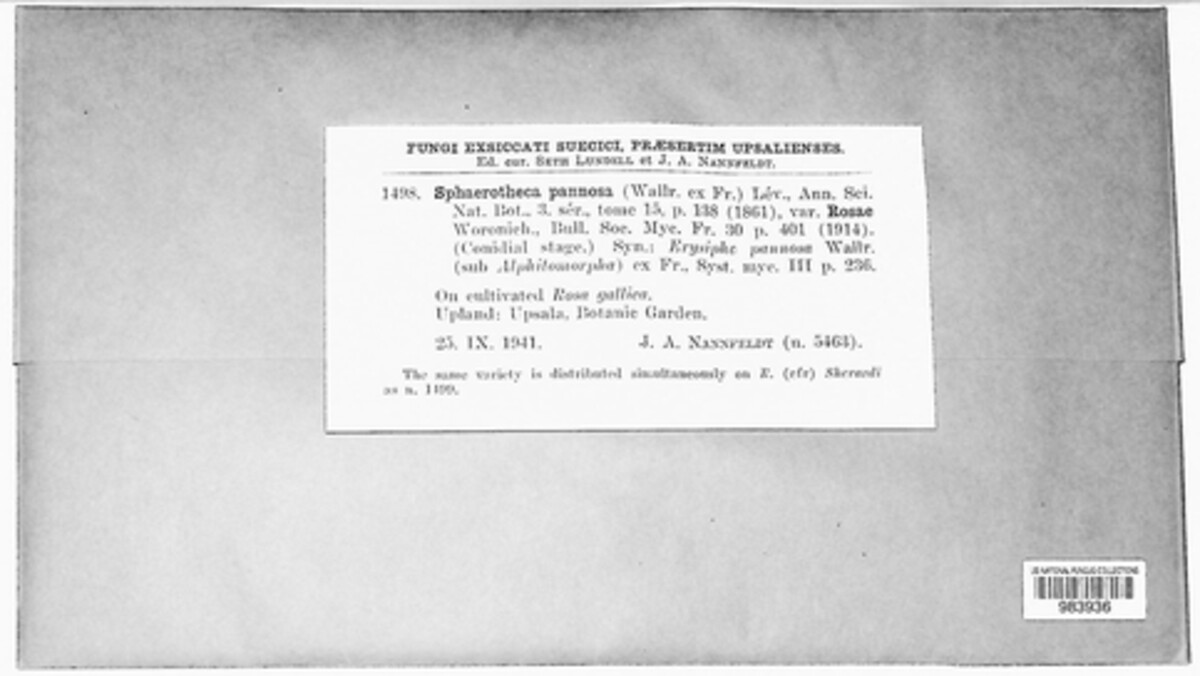 FUNGI EXSICCATI SUECICI, PRÆSERTIM UPSALIENSES.
Ed. cur. SETH LUNDELL et J. A. NANNFELDT.
1498. Sphaerotheca pannosa (Wallr. ex Fr.) Lév., Ann. Sci.
Nat. Bot., 3. sér., tome 15, p. 138 (1861), var. Rosae
Woronich., Bull. Soc. Myc. Fr. 30 p. 401 (1914).
(Conidial stage.) Syn.: Erysiphe pannosa Wallr.
(sub Alphitomorpha) ex Fr., Syst. myc. III p. 236.
On cultivated Rosa gallica.
Upland: Upsala, Botanic Garden.
25. IX. 1941. J. A. NANNFELDT (n. 5463).
The same variety is distributed simultaneously on R. Sherardi
as n. 1499.
US NATIONAL FUNGUS COLLECTIONS
983936